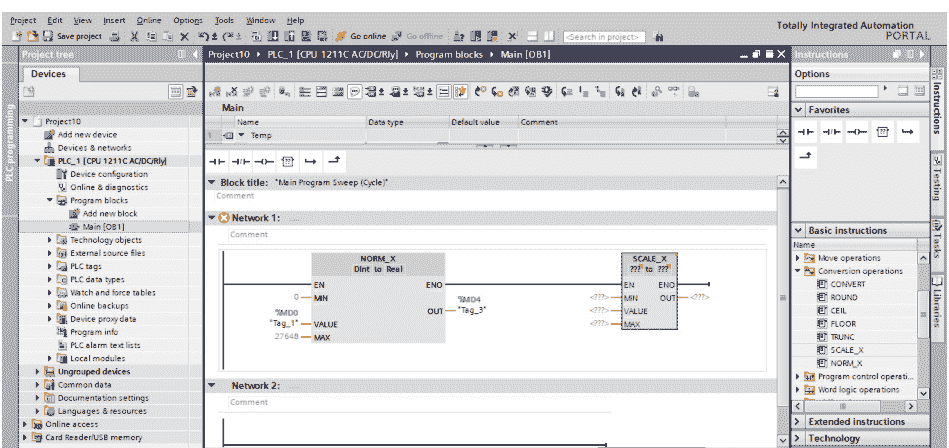 Project Edit View Insert Online Options Tools Window Help
Totally Integrated Automation
PORTAL
Save project
Go online
Go offline
<Search in project>
Project tree
Project10 ▸ PLC_1 [CPU 1211C AC/DC/Rly] ▸ Program blocks ▸ Main [OB1]
Instructions
Devices
Options
PLC programming
Project10
Add new device
Devices & networks
PLC_1 [CPU 1211C AC/DC/Rly]
Device configuration
Online & diagnostics
Program blocks
Add new block
Main [OB1]
Technology objects
External source files
PLC tags
PLC data types
Watch and force tables
Online backups
Device proxy data
Program info
PLC alarm text lists
Local modules
Ungrouped devices
Common data
Documentation settings
Languages & resources
Online access
Card Reader/USB memory
Main
Name Data type Default value Comment
1 Temp
Block title: "Main Program Sweep (Cycle)"
Comment
Network 1: .....
Comment
NORM_X
DInt to Real
EN ENO
0 MIN
%MD0
"Tag_1" VALUE
27648 MAX
%MD4
OUT "Tag_3"
SCALE_X
??? to ???
EN ENO
<???> MIN OUT <???>
<???> VALUE
<???> MAX
Network 2: .....
Comment
Favorites
Basic instructions
Name
Move operations
Conversion operations
CONVERT
ROUND
CEIL
FLOOR
TRUNC
SCALE_X
NORM_X
Program control operati...
Word logic operations
Extended instructions
Technology
Instructions
Testing
Tasks
Libraries